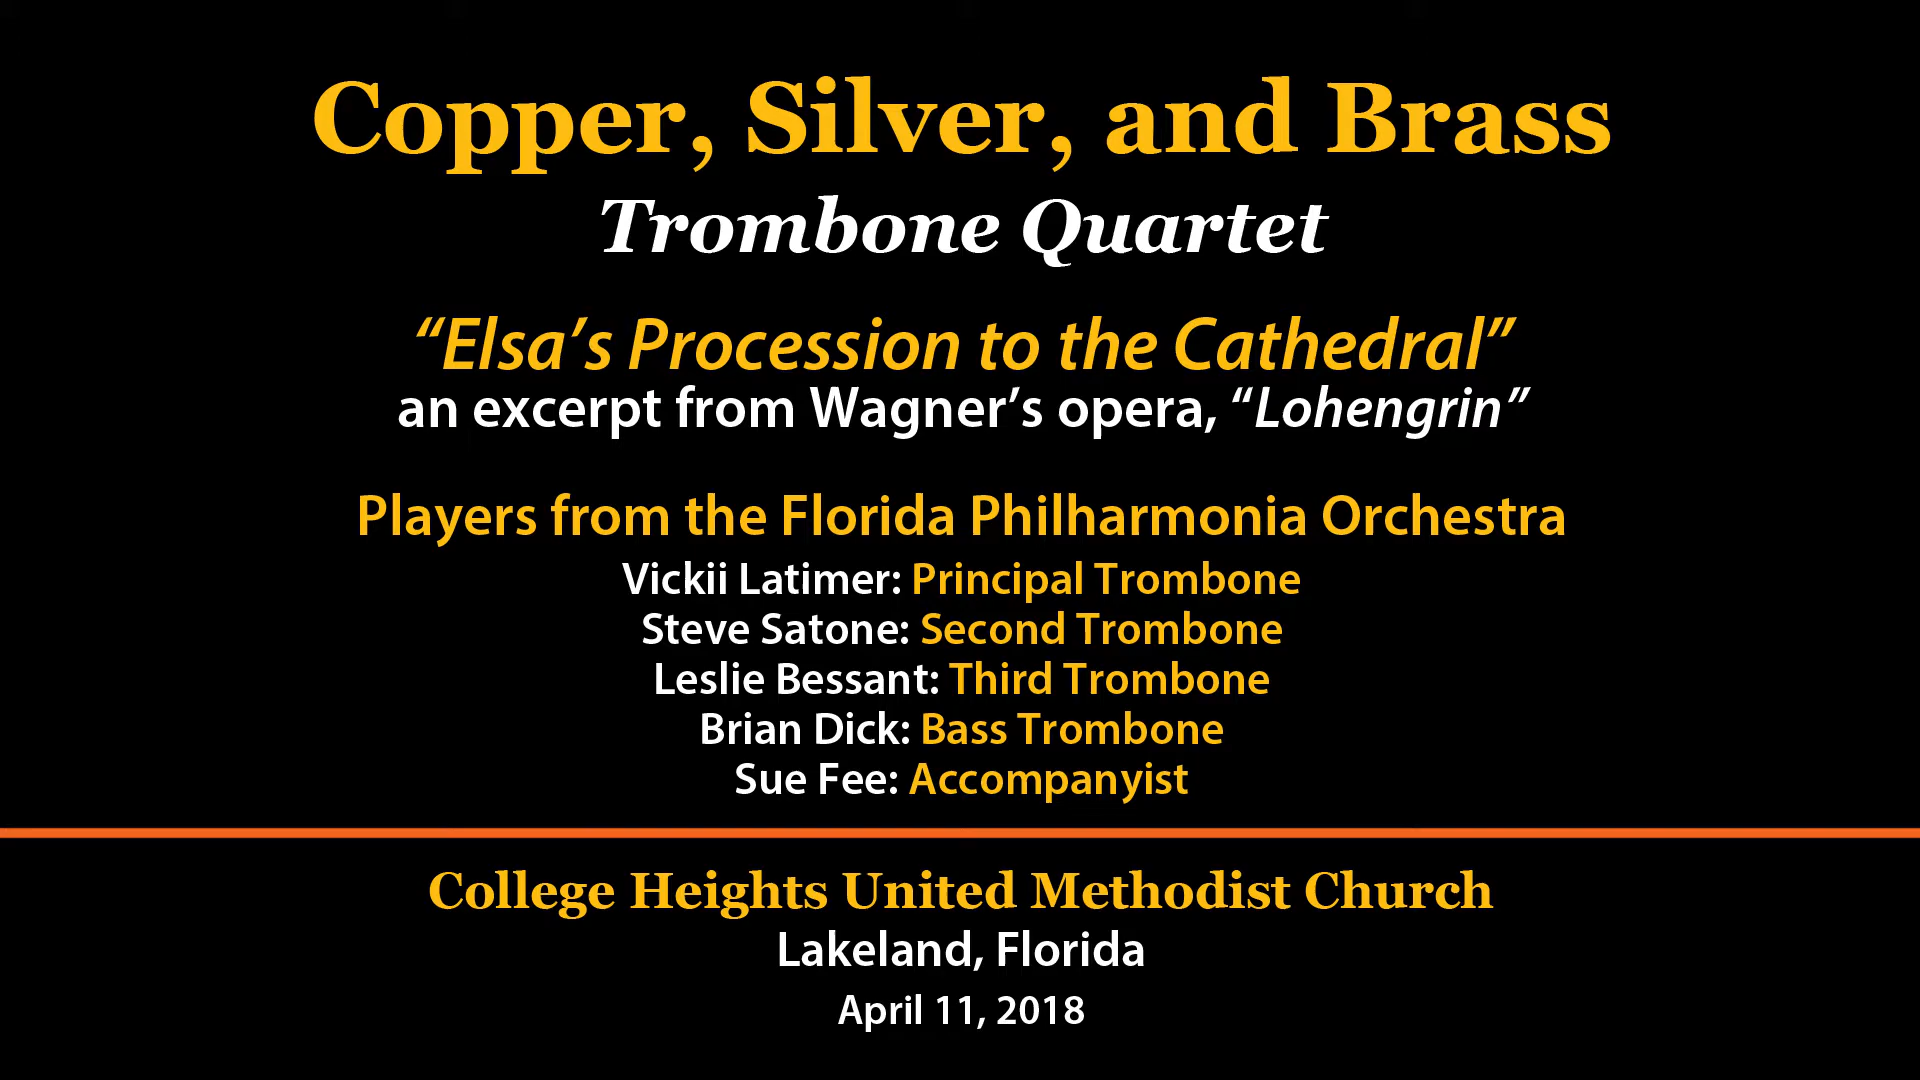 Copper, Silver, and Brass
Trombone Quartet
“Elsa’s Procession to the Cathedral”
an excerpt from Wagner’s opera, “Lohengrin”
Players from the Florida Philharmonia Orchestra
Vickii Latimer: Principal Trombone
Steve Satone: Second Trombone
Leslie Bessant: Third Trombone
Brian Dick: Bass Trombone
Sue Fee: Accompanyist
College Heights United Methodist Church
Lakeland, Florida
April 11, 2018